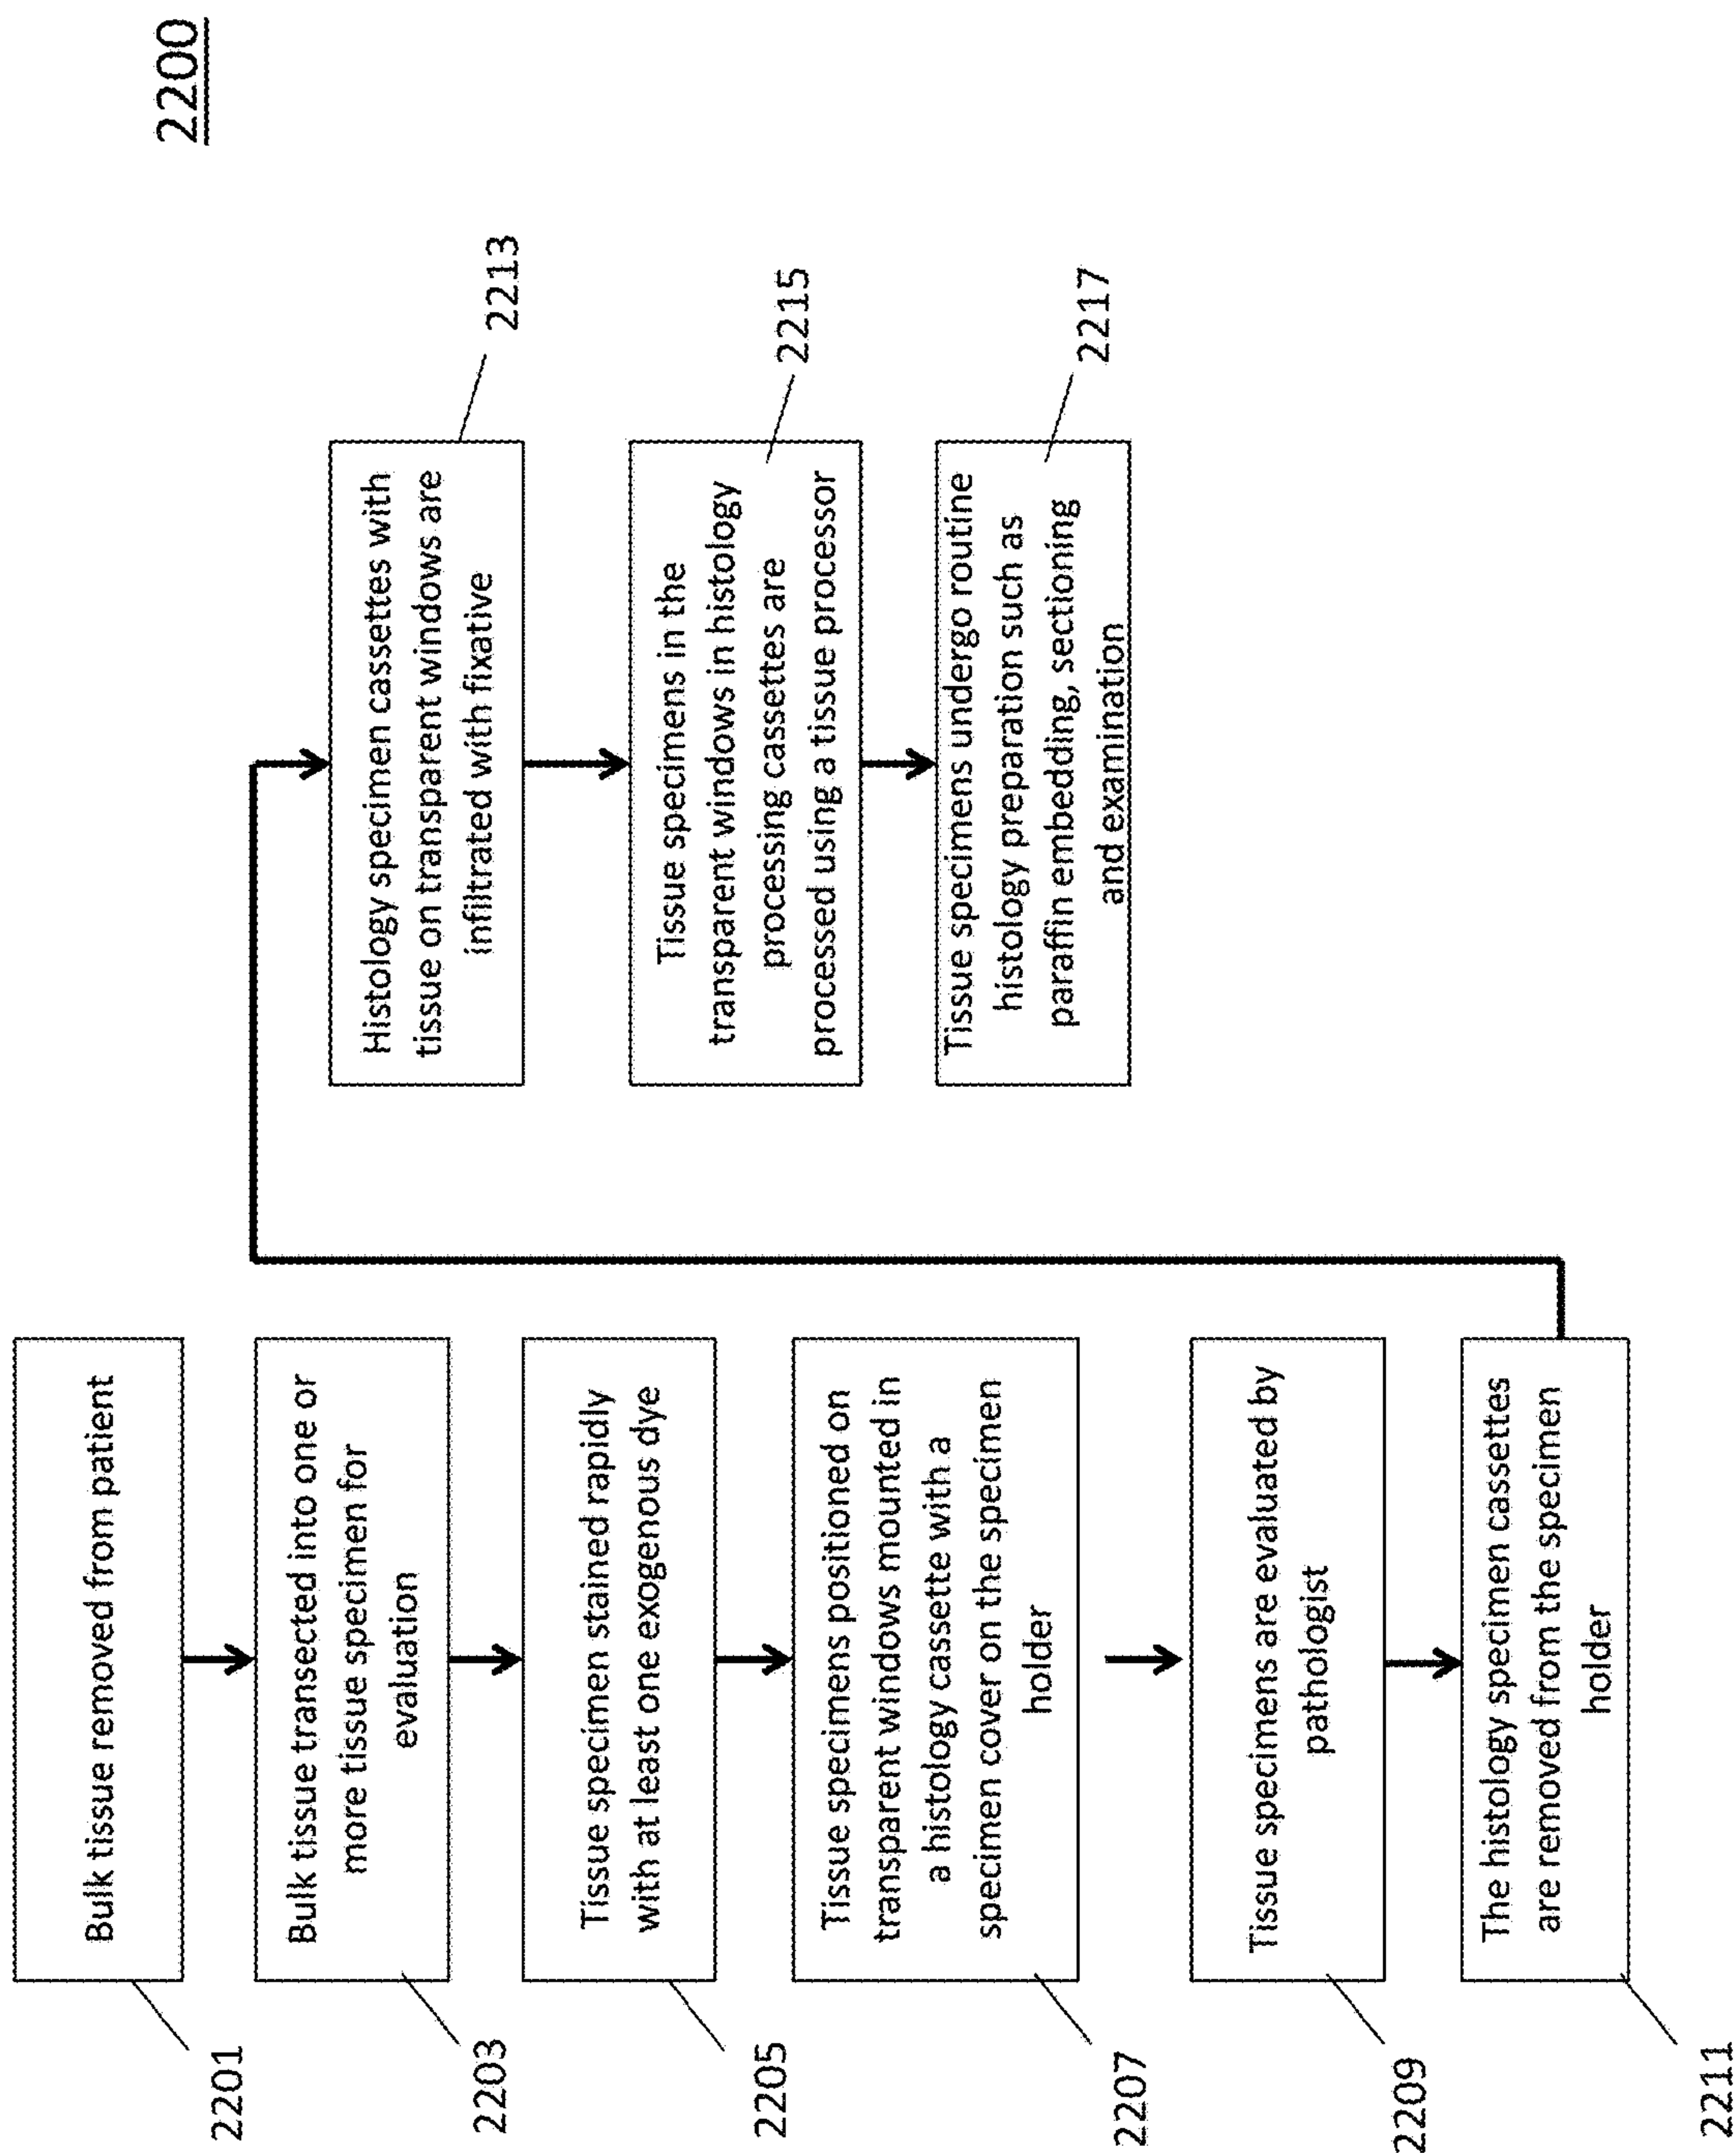 2200
2201
Bulk tissue removed from patient
2203
Bulk tissue transected into one or
more tissue specimen for
evaluation
2205
Tissue specimen stained rapidly
with at least one exogenous dye
2207
Tissue specimens positioned on
transparent windows mounted in
a histology cassette with a
specimen cover on the specimen
holder
2209
Tissue specimens are evaluated by
pathologist
2211
The histology specimen cassettes
are removed from the specimen
holder
Histology specimen cassettes with
tissue on transparent windows are
infiltrated with fixative
2213
Tissue specimens in the
transparent windows in histology
processing cassettes are
processed using a tissue processor
2215
Tissue specimens undergo routine
histology preparation such as
paraffin embedding, sectioning
and examination
2217